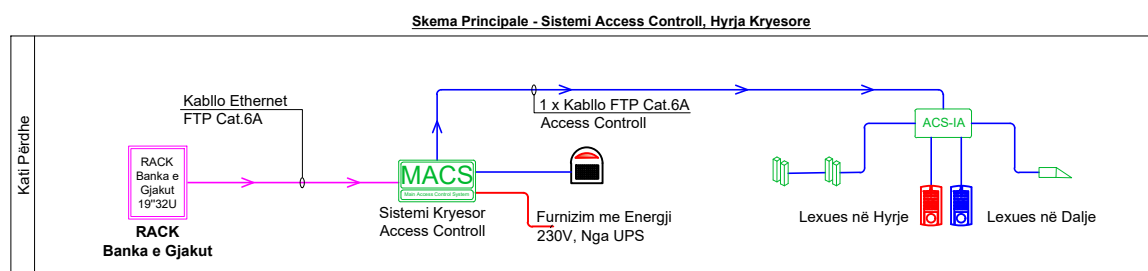 Skema Principale - Sistemi Access Controll, Hyrja Kryesore
Kati Përdhe
Kabllo Ethernet
FTP Cat.6A
1 x Kabllo FTP Cat.6A
Access Controll
RACK
Banka e
Gjakut
19"32U
RACK
Banka e Gjakut
MACS
Main Access Control System
Sistemi Kryesor
Access Controll
Furnizim me Energji
230V, Nga UPS
ACS-IA
Lexues në Hyrje
Lexues në Dalje